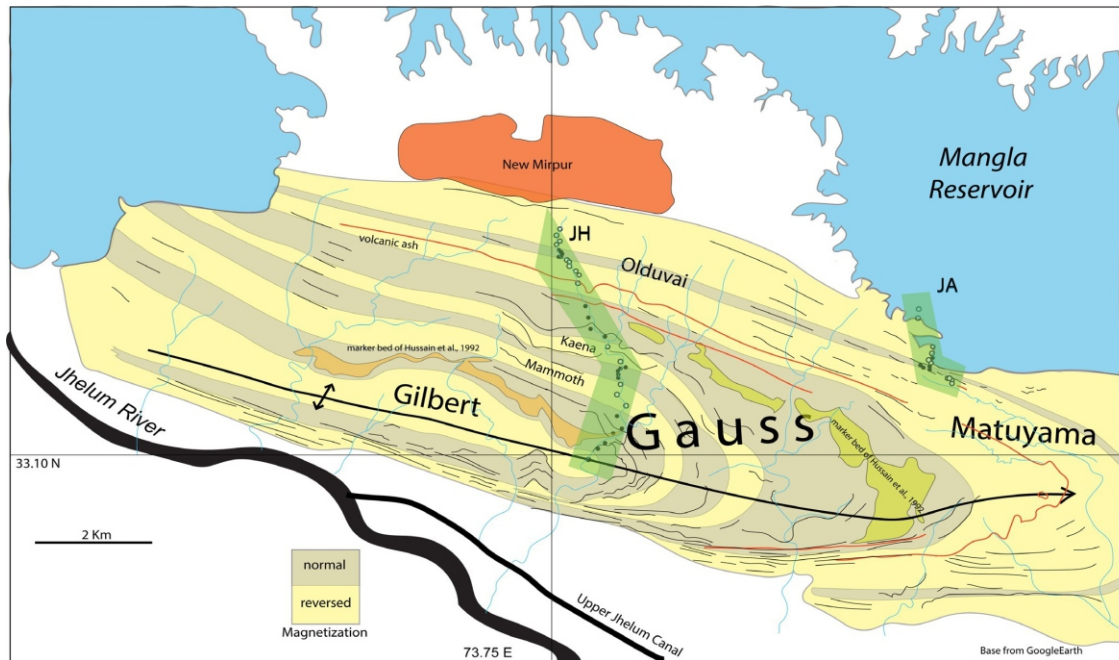 New Mirpur
Mangla
Reservoir
JH
volcanic ash
Olduvai
JA
Kaena
marker bed of Hussain et al., 1992
Mammoth
Jhelum River
Gilbert
Gauss
marker bed of Hussain et al., 1992
Matuyama
33.10 N
2 Km
normal
reversed
Magnetization
Upper Jhelum Canal
73.75 E
Base from GoogleEarth